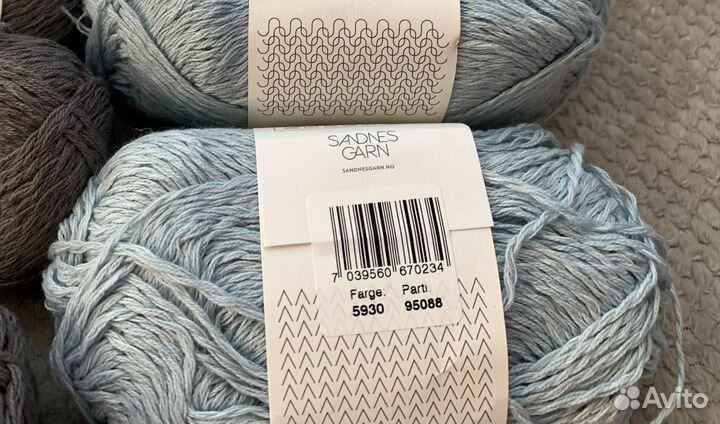 SANDNES
GARN
SANDNESGARN.NO
7 039560 670234
Farge: Parti:
5930 95088
Avito